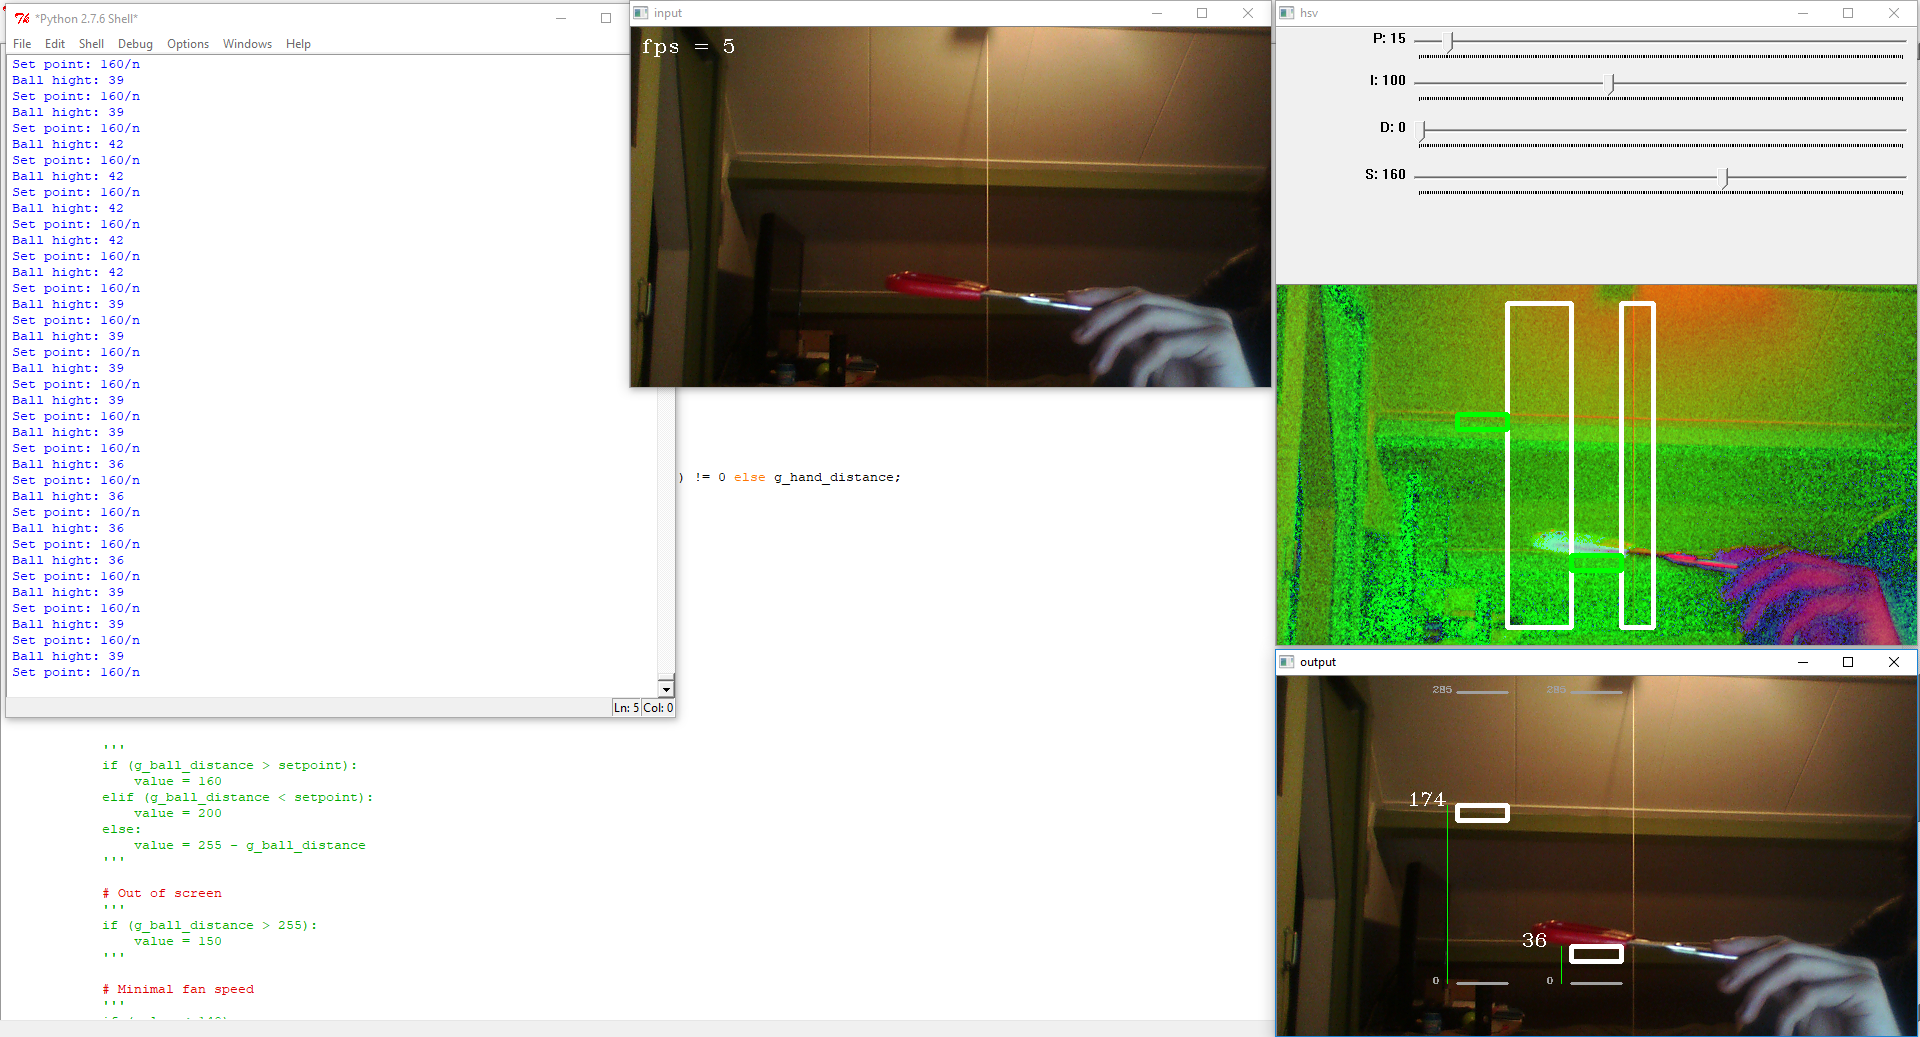 *Python 2.7.6 Shell*
File Edit Shell Debug Options Windows Help
Set point: 160/n
Ball hight: 39
Set point: 160/n
Ball hight: 39
Set point: 160/n
Ball hight: 42
Set point: 160/n
Ball hight: 42
Set point: 160/n
Ball hight: 42
Set point: 160/n
Ball hight: 42
Set point: 160/n
Ball hight: 42
Set point: 160/n
Ball hight: 39
Set point: 160/n
Ball hight: 39
Set point: 160/n
Ball hight: 39
Set point: 160/n
Ball hight: 39
Set point: 160/n
Ball hight: 39
Set point: 160/n
Ball hight: 36
Set point: 160/n
Ball hight: 36
Set point: 160/n
Ball hight: 36
Set point: 160/n
Ball hight: 36
Set point: 160/n
Ball hight: 39
Set point: 160/n
Ball hight: 39
Set point: 160/n
Ball hight: 39
Set point: 160/n
Ln: 5 Col: 0
) != 0 else g_hand_distance;
'''
if (g_ball_distance > setpoint):
value = 160
elif (g_ball_distance < setpoint):
value = 200
else:
value = 255 - g_ball_distance
'''
# Out of screen
'''
if (g_ball_distance > 255):
value = 150
'''
# Minimal fan speed
'''
input
fps = 5
hsv
P: 15
I: 100
D: 0
S: 160
output
285 285
174
36
0 0